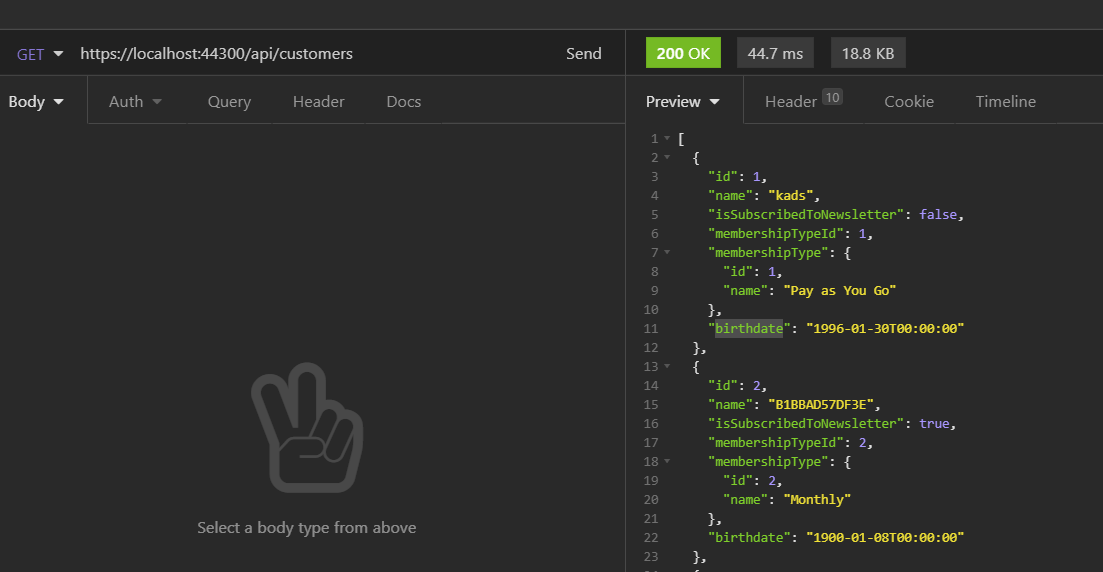 GET https://localhost:44300/api/customers Send
200 OK 44.7 ms 18.8 KB
Body Auth Query Header Docs
Preview Header 10 Cookie Timeline
Select a body type from above
1 [
2 {
3 "id": 1,
4 "name": "kads",
5 "isSubscribedToNewsletter": false,
6 "membershipTypeId": 1,
7 "membershipType": {
8 "id": 1,
9 "name": "Pay as You Go"
10 },
11 "birthdate": "1996-01-30T00:00:00"
12 },
13 {
14 "id": 2,
15 "name": "B1BBAD57DF3E",
16 "isSubscribedToNewsletter": true,
17 "membershipTypeId": 2,
18 "membershipType": {
19 "id": 2,
20 "name": "Monthly"
21 },
22 "birthdate": "1900-01-08T00:00:00"
23 },